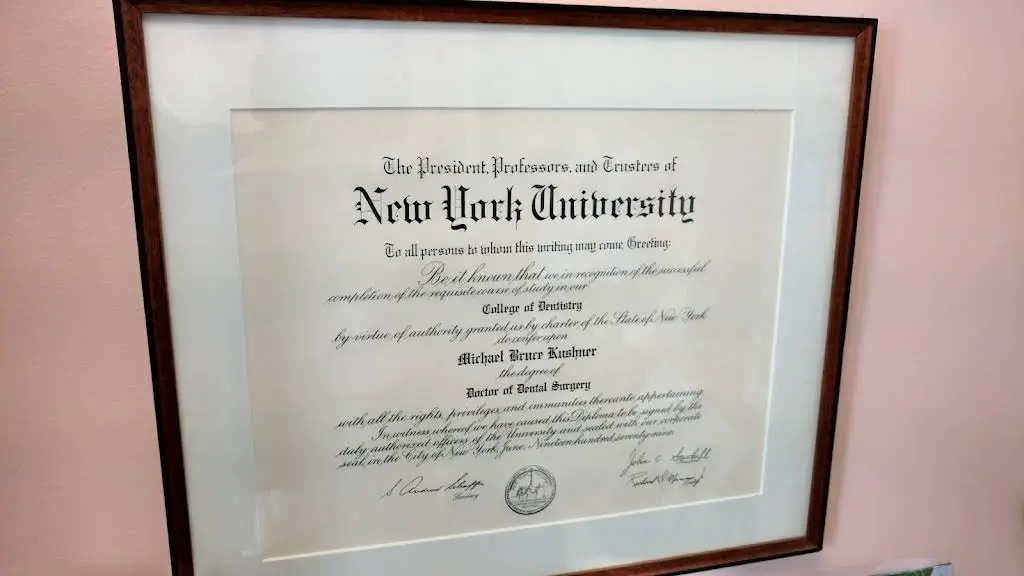 The President, Professors, and Trustees of
New York University
To all persons to whom this writing may come, Greeting:
Be it known that we in recognition of the successful
completion of the requisite course of study in our
College of Dentistry
by virtue of authority granted us by charter of the State of New York
do confer upon
Michael Bruce Kushner
the degree of
Doctor of Dental Surgery
with all the rights, privileges, and immunities thereunto appertaining.
In witness whereof we have caused this Diploma to be signed by the
duly authorized officers of the University and sealed with our corporate
seal, in the City of New York, June, Nineteen hundred seventy-nine.
John C.
S. Andrew Schaffer
Secretary
Richard D.